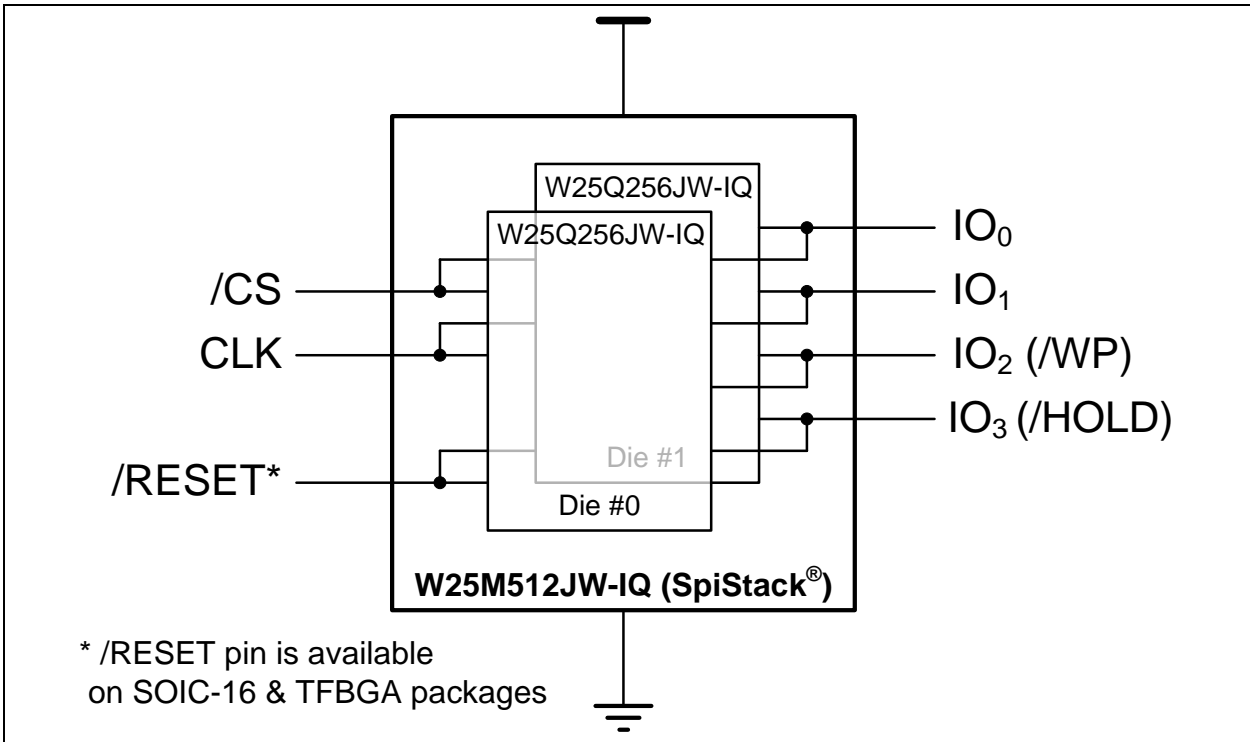 W25Q256JW-IQ
W25Q256JW-IQ
/CS
CLK
/RESET*
IO₀
IO₁
IO₂ (/WP)
IO₃ (/HOLD)
Die #1
Die #0
W25M512JW-IQ (SpiStack®)
* /RESET pin is available
on SOIC-16 & TFBGA packages